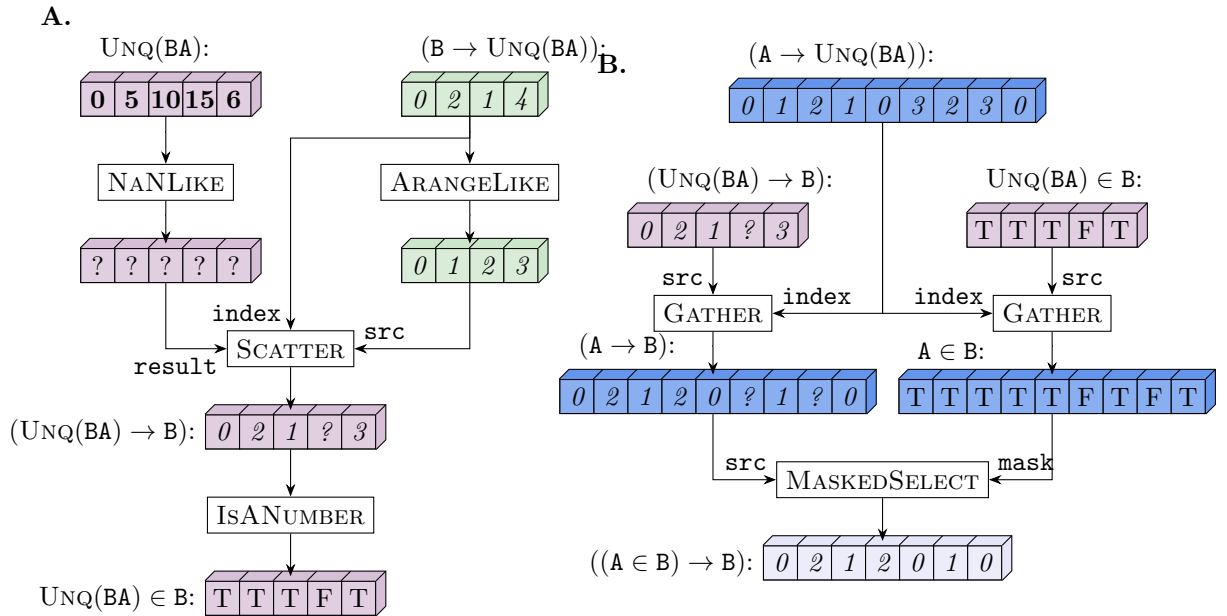 A.
UNQ(BA):
0 5 10 15 6
NANLIKE
? ? ? ? ?
(B → UNQ(BA)):
0 2 1 4
ARANGELIKE
0 1 2 3
index
src
result
SCATTER
(UNQ(BA) → B):
0 2 1 ? 3
ISANUMBER
UNQ(BA) ∈ B:
T T T F T
B.
(A → UNQ(BA)):
0 1 2 1 0 3 2 3 0
(UNQ(BA) → B):
0 2 1 ? 3
UNQ(BA) ∈ B:
T T T F T
src
src
GATHER
index
index
GATHER
(A → B):
0 2 1 2 0 ? 1 ? 0
A ∈ B:
T T T T T F T F T
src
mask
MASKEDSELECT
((A ∈ B) → B):
0 2 1 2 0 1 0